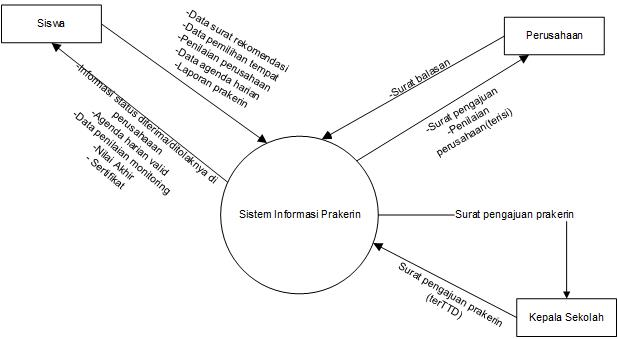 Siswa
-Data surat rekomendasi
-Data pemilihan tempat
-Penilaian perusahaan
-Data agenda harian
-Laporan prakerin
Perusahaan
-Surat balasan
-Surat pengajuan
-Penilaian
perusahaan(terisi)
-Informasi status diterima/ditolaknya di
perusahaaan
-Agenda harian valid
-Data penilaian monitoring
-Nilai Akhir
- Sertifikat
Sistem Informasi Prakerin
Surat pengajuan prakerin
Surat pengajuan prakerin
(terTTD)
Kepala Sekolah